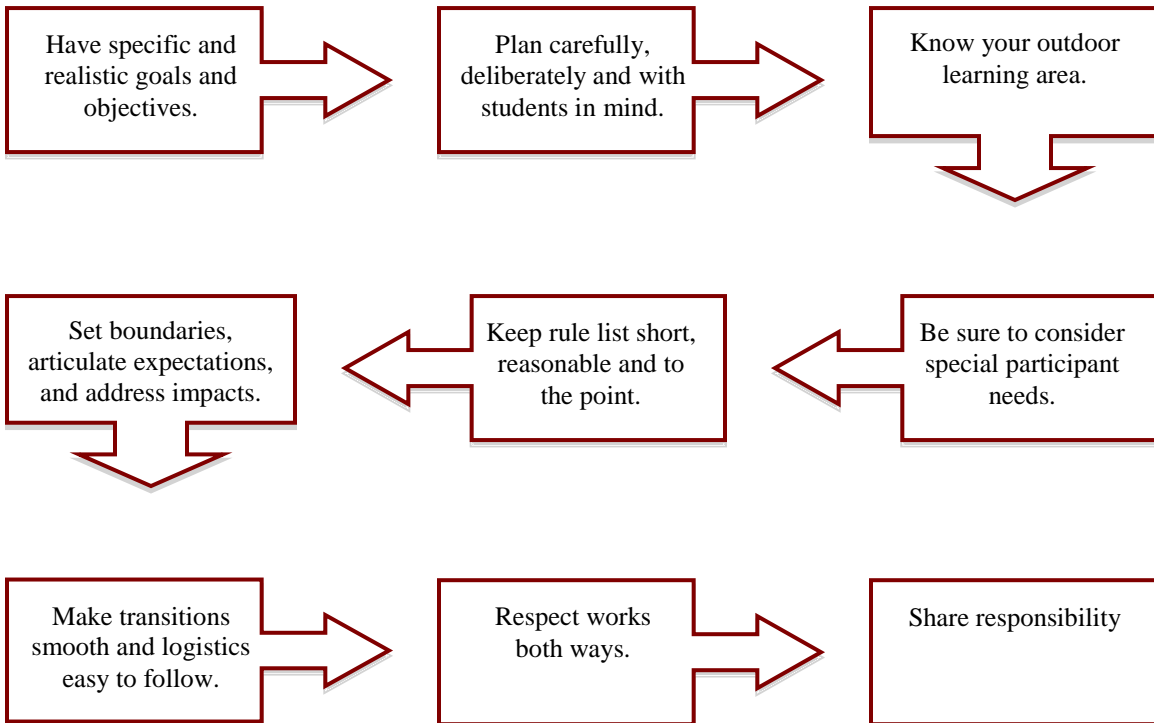 Have specific and
realistic goals and
objectives.
Plan carefully,
deliberately and with
students in mind.
Know your outdoor
learning area.
Be sure to consider
special participant
needs.
Keep rule list short,
reasonable and to
the point.
Set boundaries,
articulate expectations,
and address impacts.
Make transitions
smooth and logistics
easy to follow.
Respect works
both ways.
Share responsibility